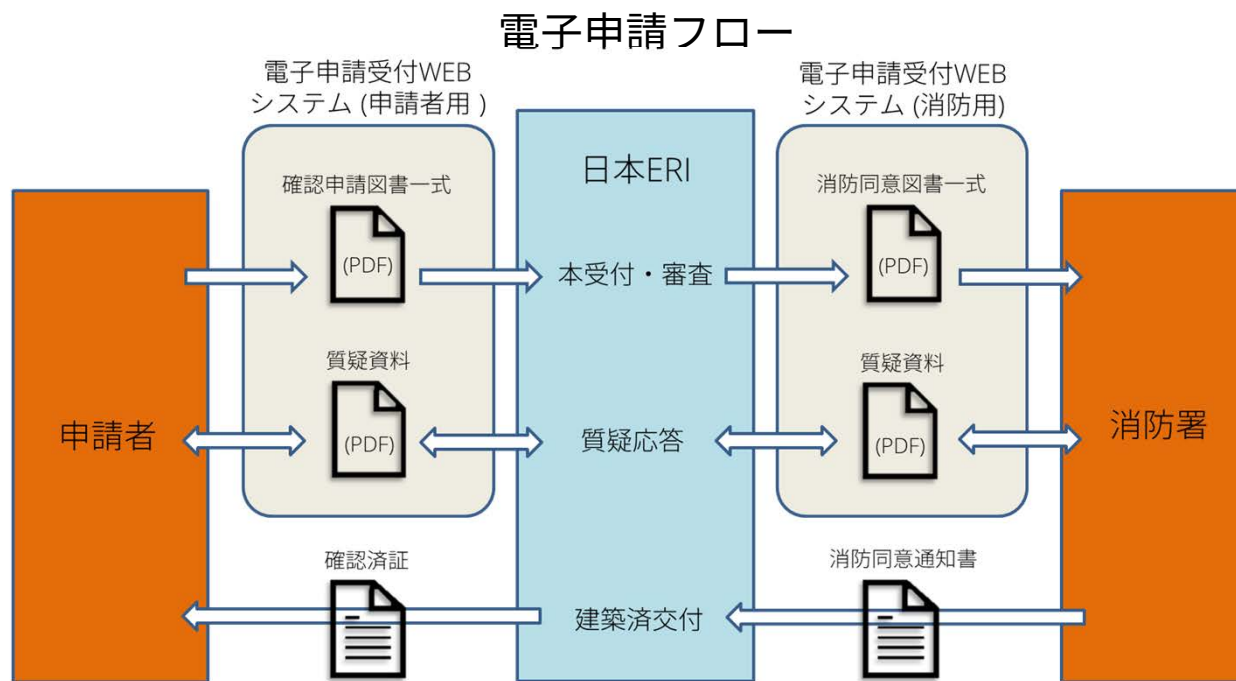 電子申請フロー
電子申請受付WEB
システム (申請者用 )
電子申請受付WEB
システム (消防用)
日本ERI
確認申請図書一式
消防同意図書一式
(PDF)
本受付・審査
(PDF)
質疑資料
質疑資料
申請者
(PDF)
質疑応答
(PDF)
消防署
確認済証
消防同意通知書
建築済交付